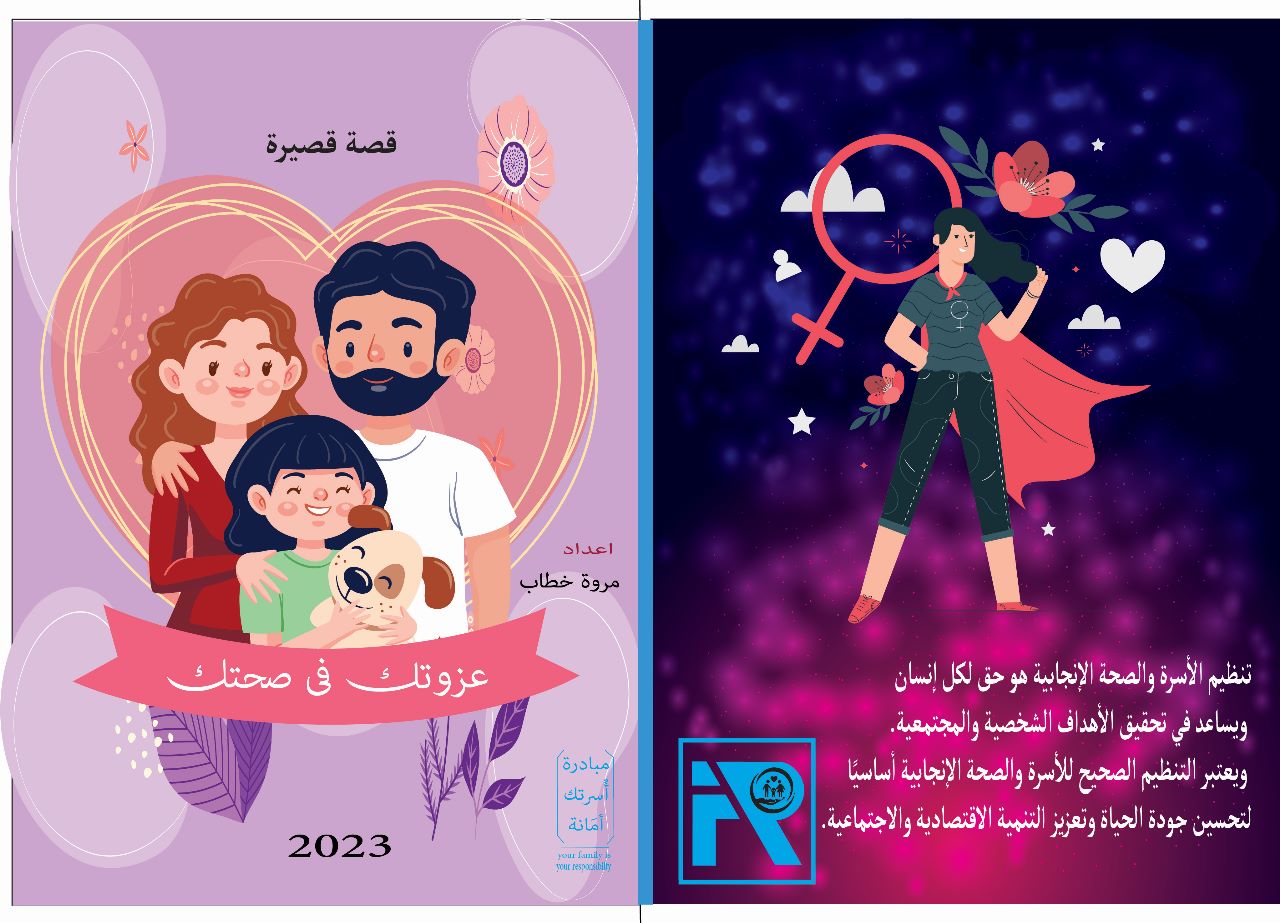 قصة قصيرة
اعداد
مروة خطاب
عزوتك فى صحتك
مبادرة
أسرتك
أمانة
your family is
your responsibility
2023
تنظيم الأسرة والصحة الإنجابية هو حق لكل إنسان
ويساعد في تحقيق الأهداف الشخصية والمجتمعية.
ويعتبر التنظيم الصحيح للأسرة والصحة الإنجابية أساسيًا
لتحسين جودة الحياة وتعزيز التنمية الاقتصادية والاجتماعية.